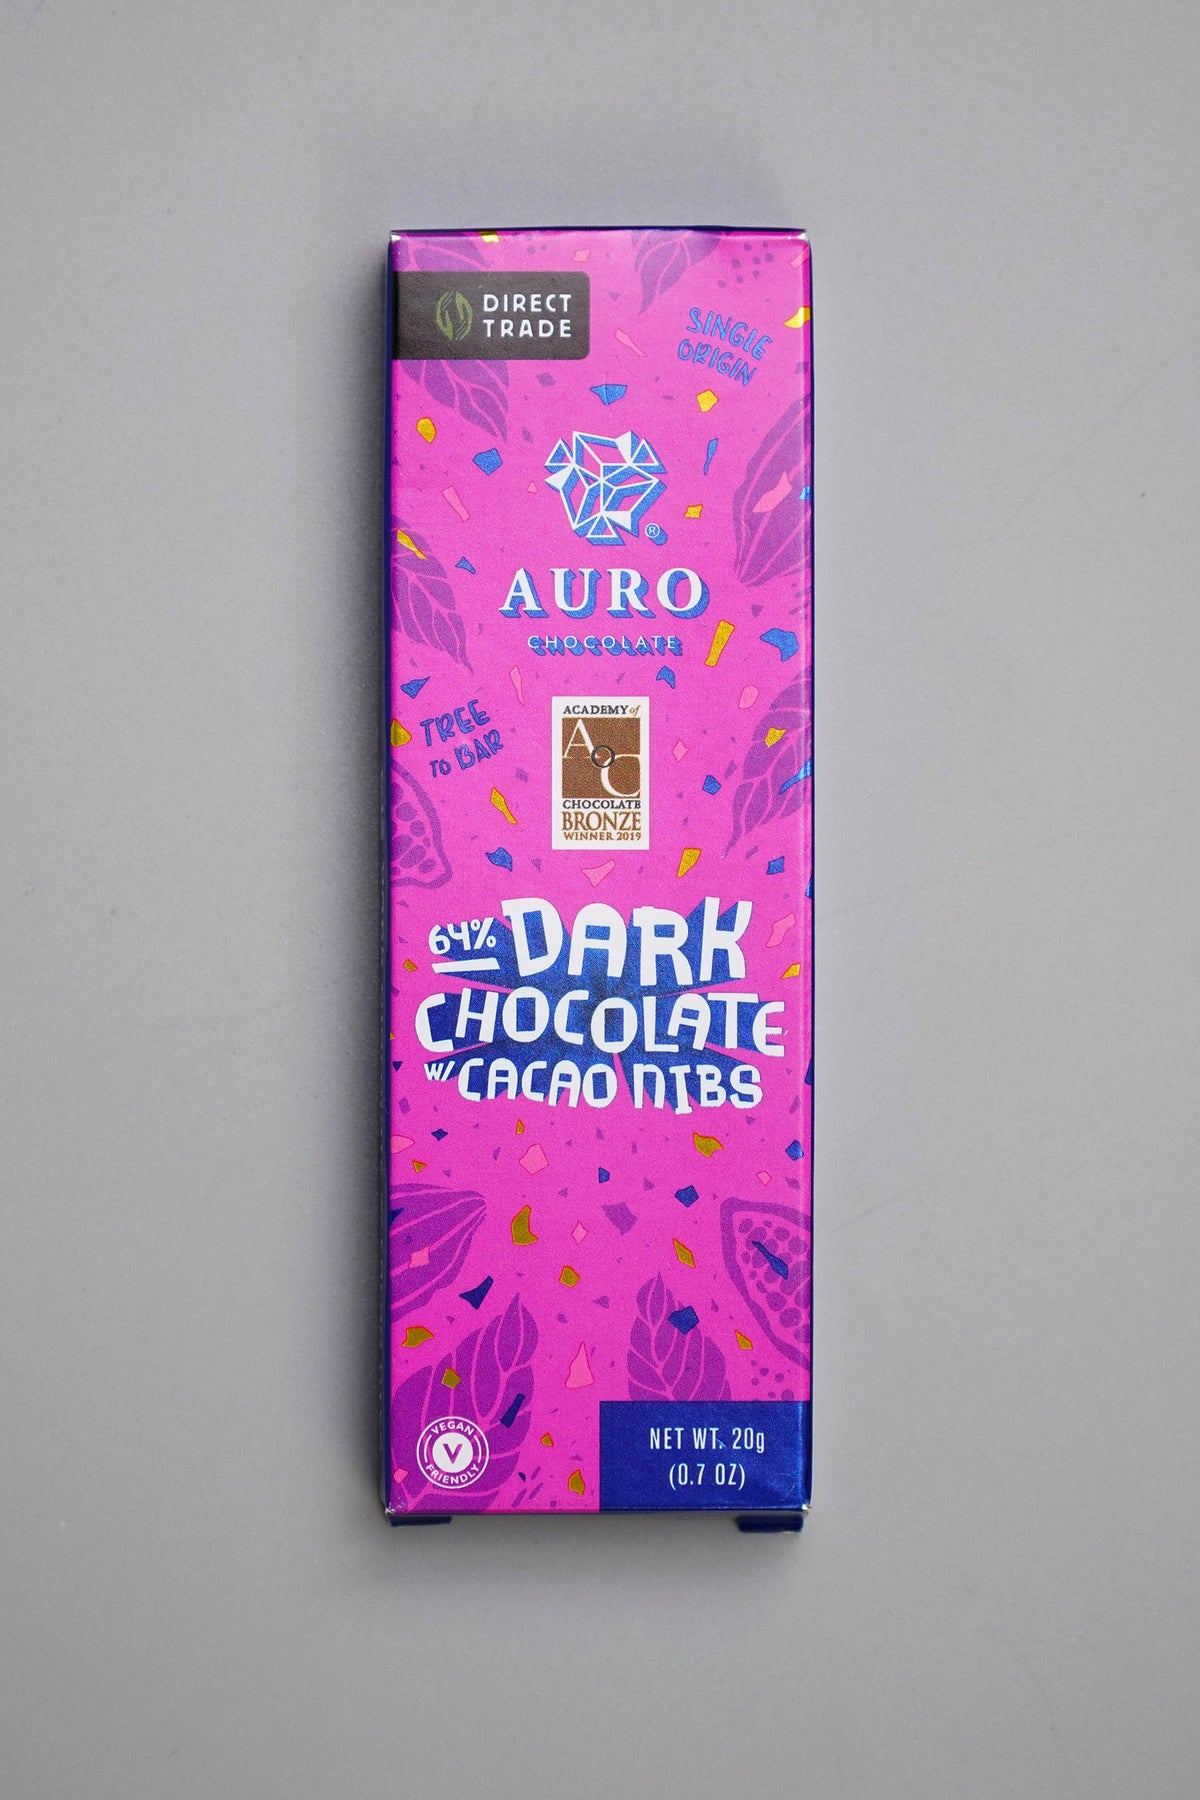 DIRECT
TRADE
SINGLE
ORIGIN
®
AURO
CHOCOLATE
TREE
TO BAR
ACADEMY of
AoC
CHOCOLATE
BRONZE
WINNER 2019
64% DARK
CHOCOLATE
W/ CACAO NIBS
VEGAN
V
FRIENDLY
NET WT. 20g
(0.7 OZ)